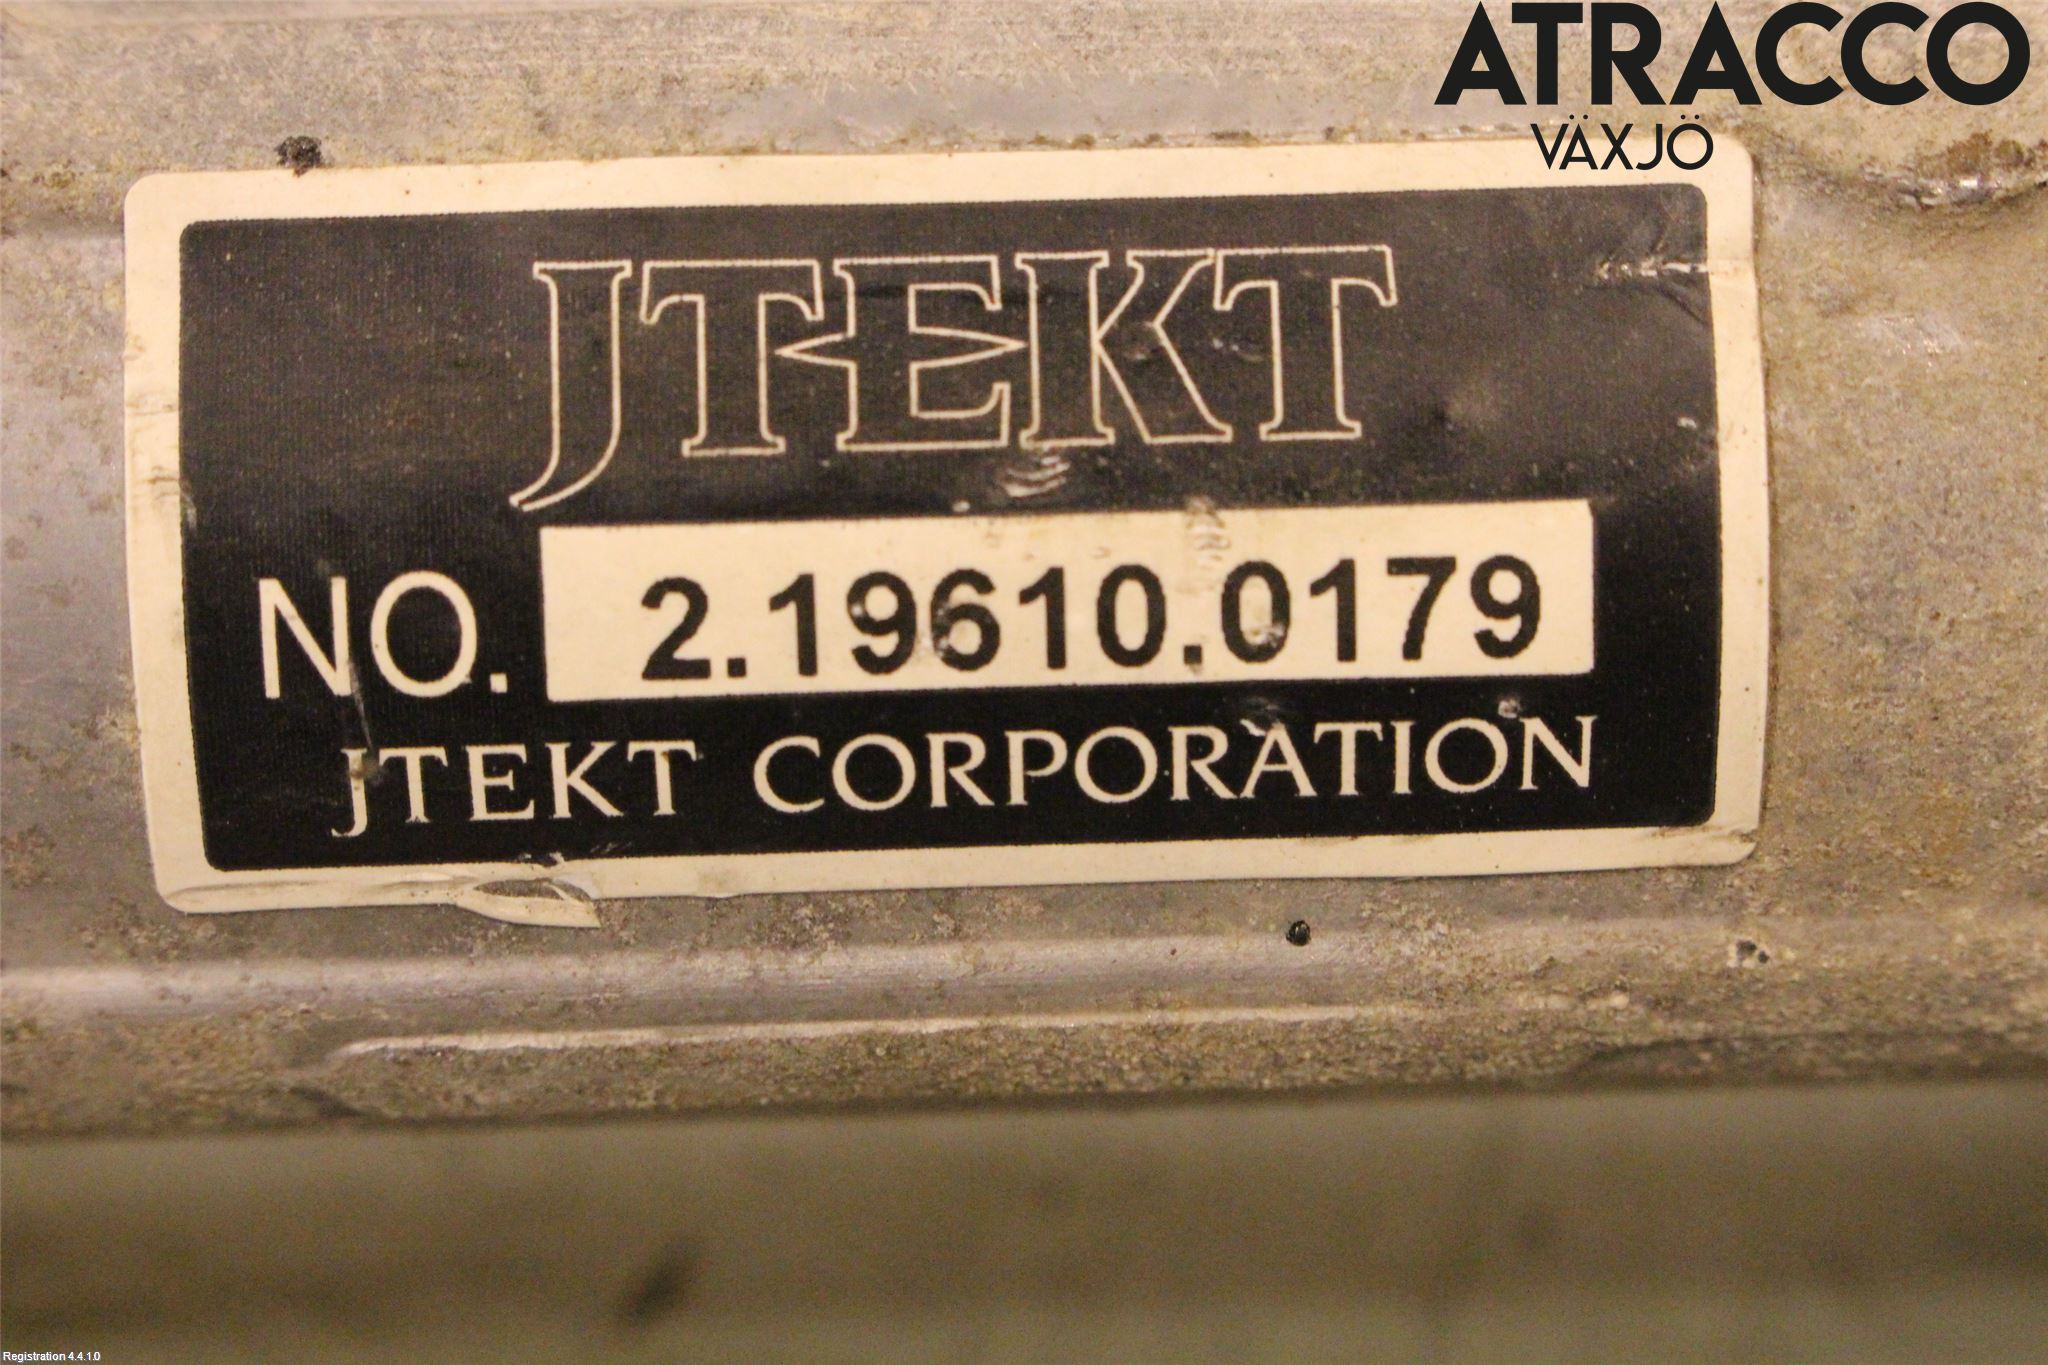 ATRACCO
VÄXJÖ
JTEKT
NO. 2.19610.0179
JTEKT CORPORATION
Registration 4.4.1.0